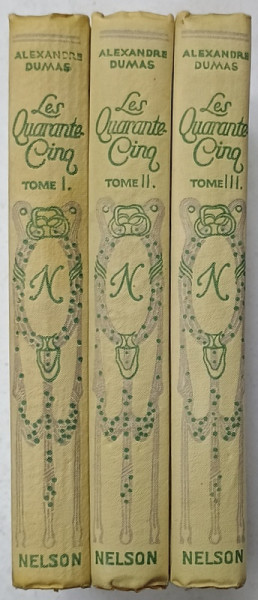 ALEXANDRE
DUMAS
Les
Quarante-
Cinq
TOME I.
N
NELSON
ALEXANDRE
DUMAS
Les
Quarante-
Cinq
TOME II.
N
NELSON
ALEXANDRE
DUMAS
Les
Quarante-
Cinq
TOME III.
N
NELSON